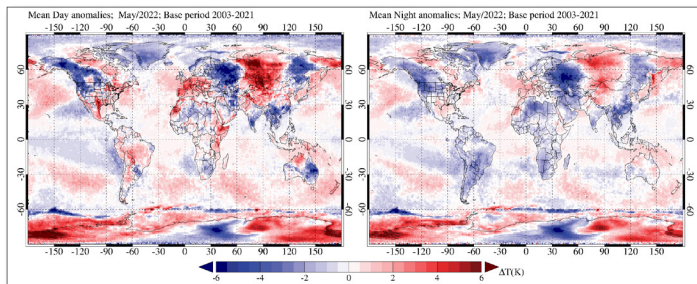 Mean Day anomalies; May/2022; Base period 2003-2021
-150 -120 -90 -60 -30 0 30 60 90 120 150
60
30
0
-30
-60
-150 -120 -90 -60 -30 0 30 60 90 120 150
Mean Night anomalies; May/2022; Base period 2003-2021
-150 -120 -90 -60 -30 0 30 60 90 120 150
60
30
0
-30
-60
-150 -120 -90 -60 -30 0 30 60 90 120 150
-6 -4 -2 0 2 4 6 ΔT(K)